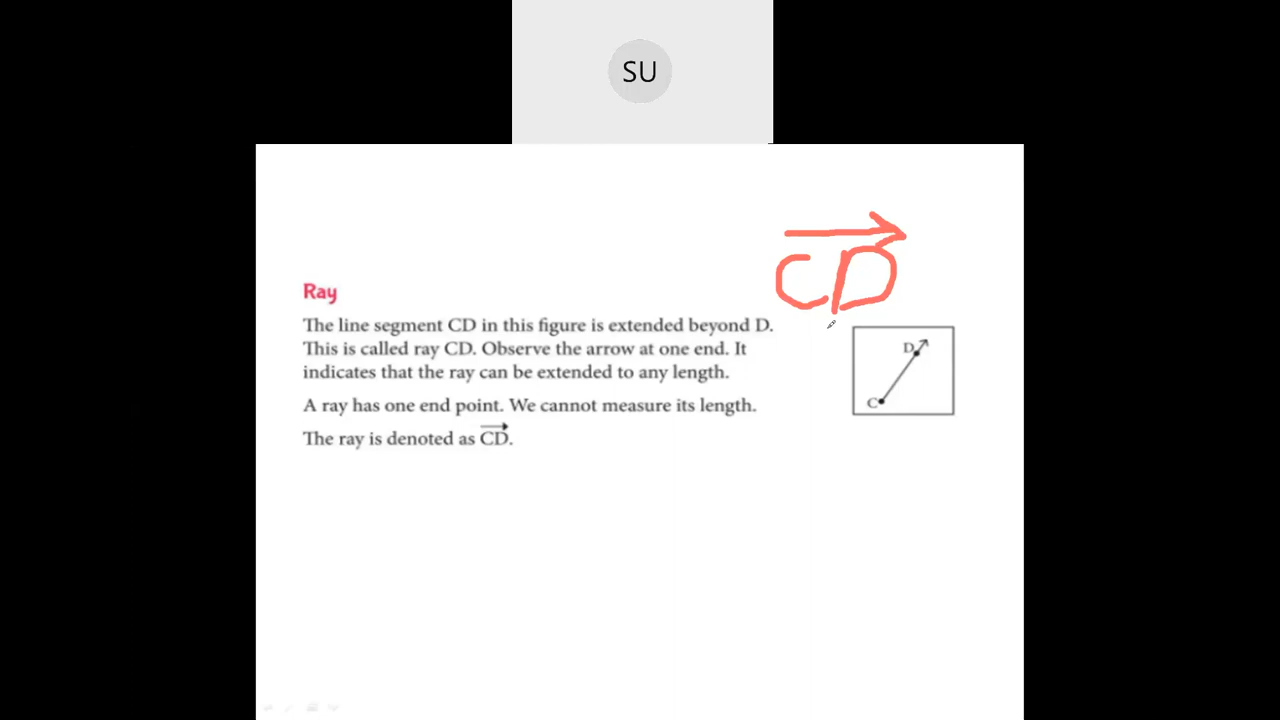 SU
CD
Ray
The line segment CD in this figure is extended beyond D.
This is called ray CD. Observe the arrow at one end. It
indicates that the ray can be extended to any length.
A ray has one end point. We cannot measure its length.
The ray is denoted as CD.
D
C